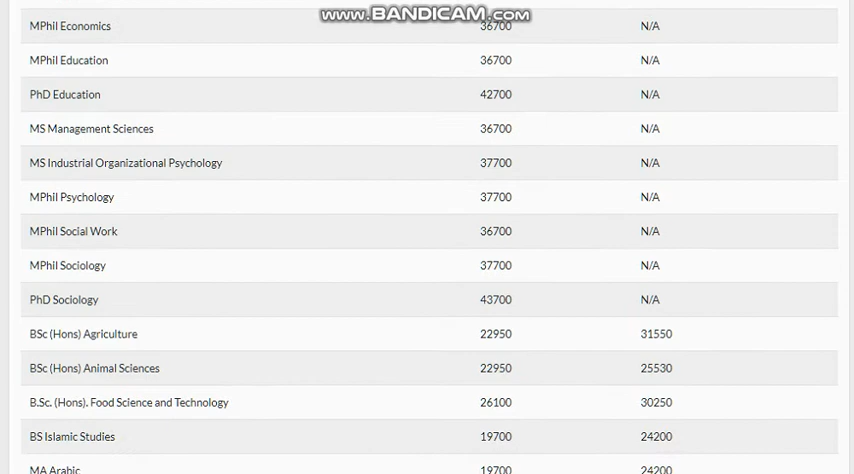 www.BANDICAM.com
MPhil Economics 36700 N/A
MPhil Education 36700 N/A
PhD Education 42700 N/A
MS Management Sciences 36700 N/A
MS Industrial Organizational Psychology 37700 N/A
MPhil Psychology 37700 N/A
MPhil Social Work 36700 N/A
MPhil Sociology 37700 N/A
PhD Sociology 43700 N/A
BSc (Hons) Agriculture 22950 31550
BSc (Hons) Animal Sciences 22950 25530
B.Sc. (Hons). Food Science and Technology 26100 30250
BS Islamic Studies 19700 24200
MA Arabic 19700 24200